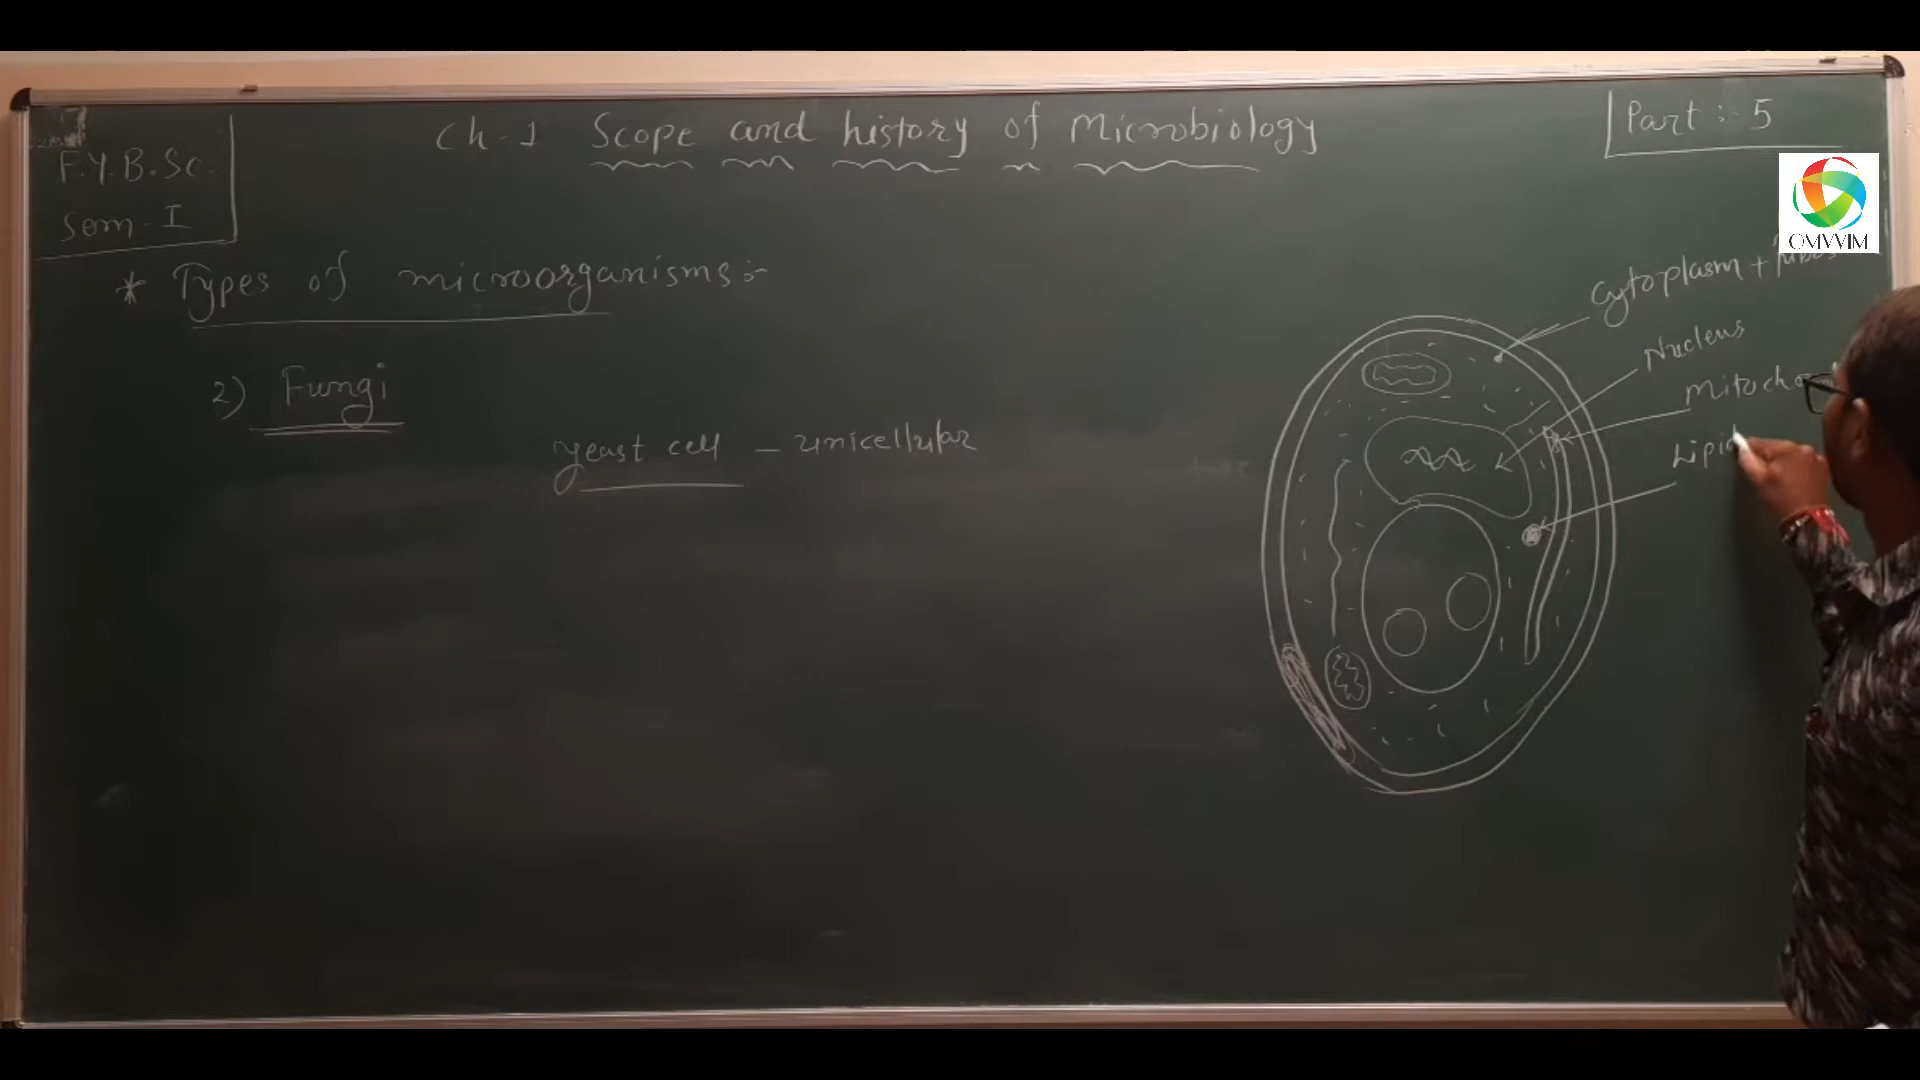 F.Y.B.Sc.
Sem - I
Ch-1 Scope and history of Microbiology
Part :- 5
OMVVIM
* Types of microorganisms :-
2) Fungi
yeast cell - unicellular
Cytoplasm +
Nucleus
Mitocho
Lipid